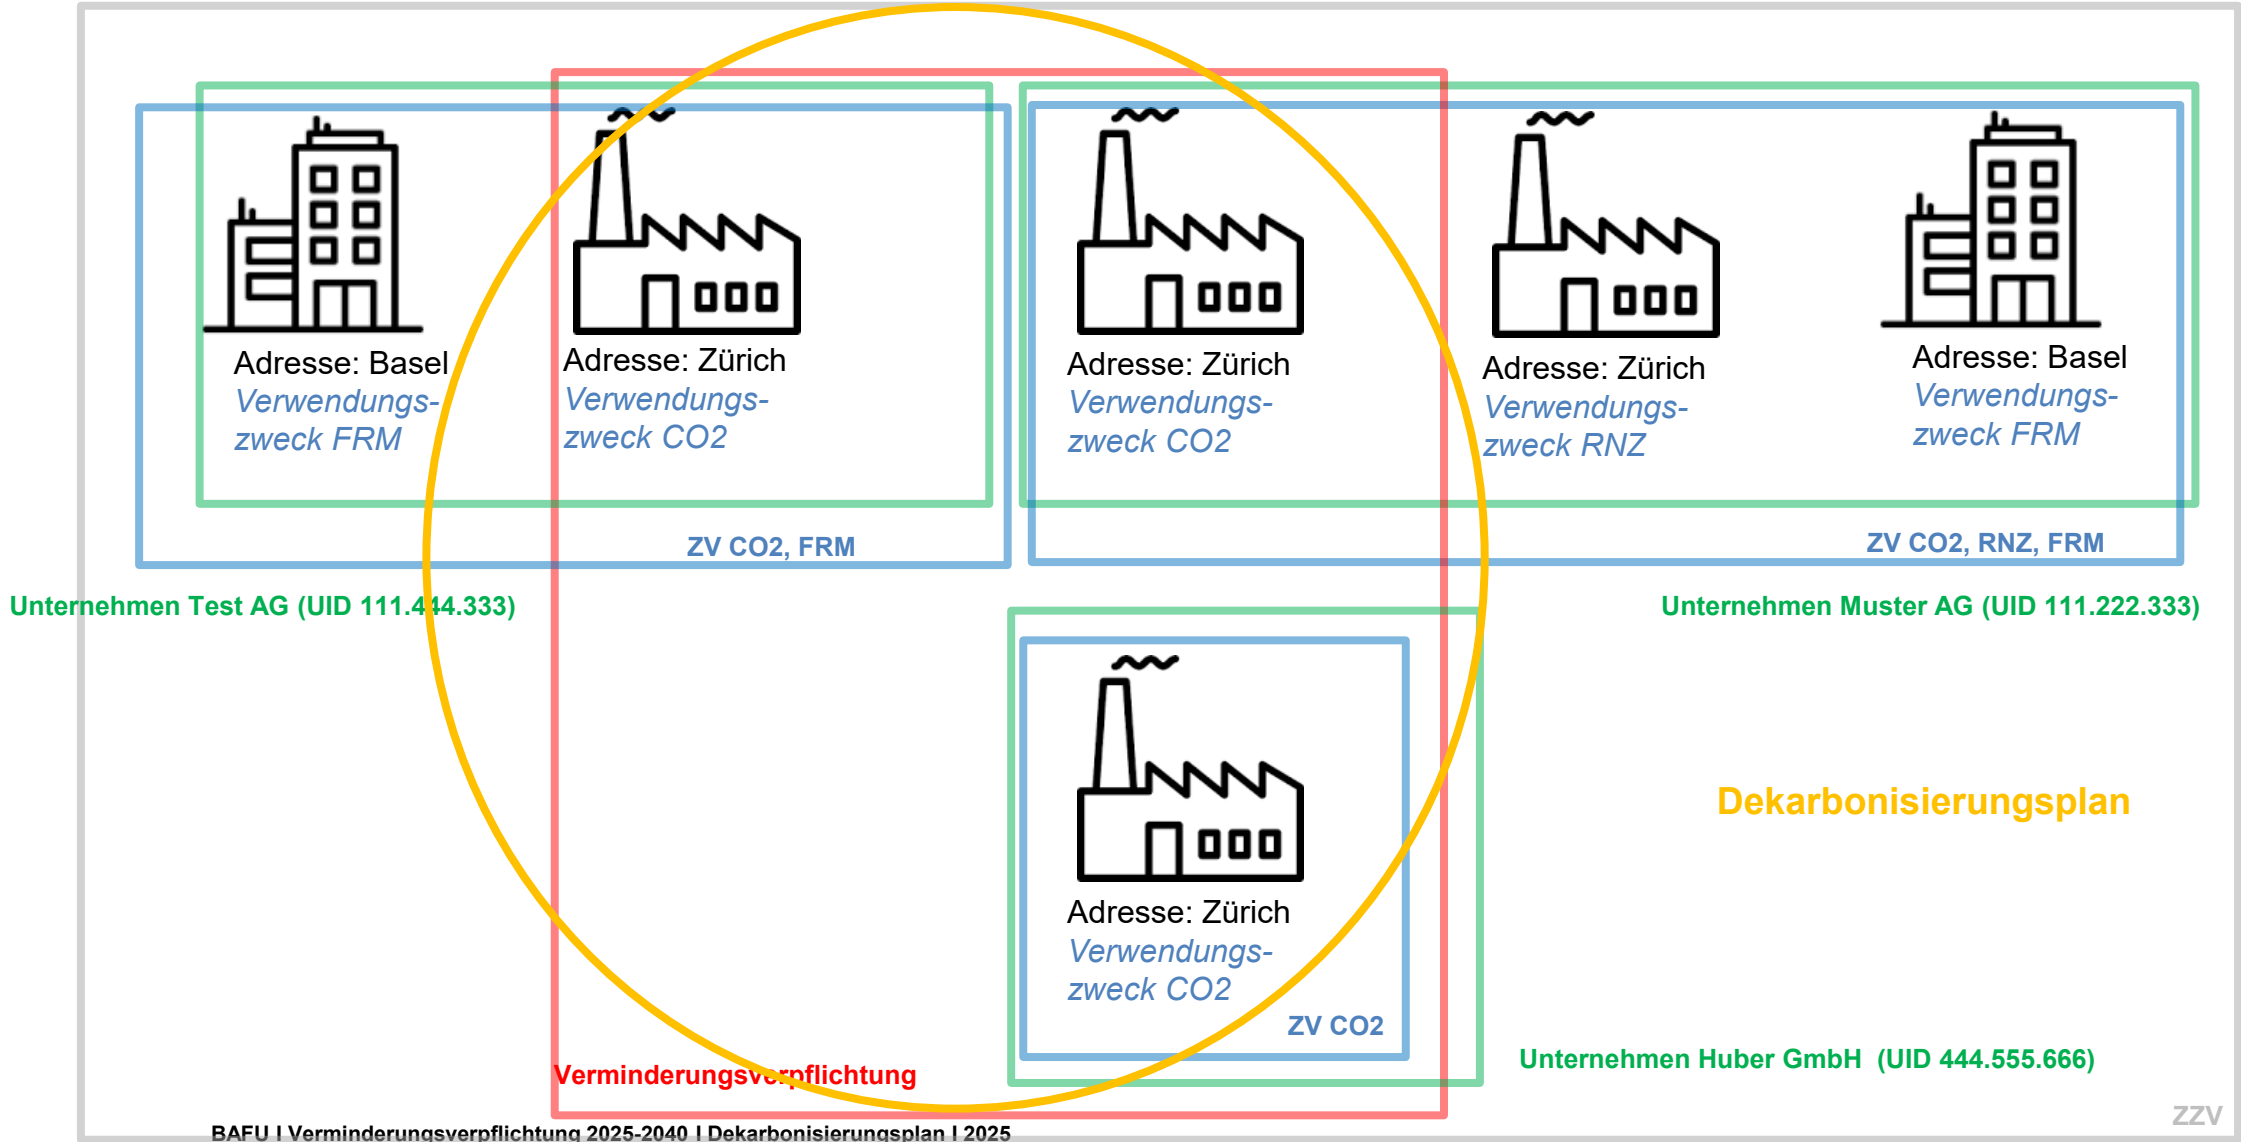 Adresse: Basel
Verwendungs-
zweck FRM
Adresse: Zürich
Verwendungs-
zweck CO2
Adresse: Zürich
Verwendungs-
zweck CO2
Adresse: Zürich
Verwendungs-
zweck RNZ
Adresse: Basel
Verwendungs-
zweck FRM
ZV CO2, FRM
ZV CO2, RNZ, FRM
Unternehmen Test AG (UID 111.444.333)
Unternehmen Muster AG (UID 111.222.333)
Adresse: Zürich
Verwendungs-
zweck CO2
ZV CO2
Dekarbonisierungsplan
Unternehmen Huber GmbH (UID 444.555.666)
Verminderungsverpflichtung
ZZV
BAFU I Verminderungsverpflichtung 2025-2040 I Dekarbonisierungsplan I 2025